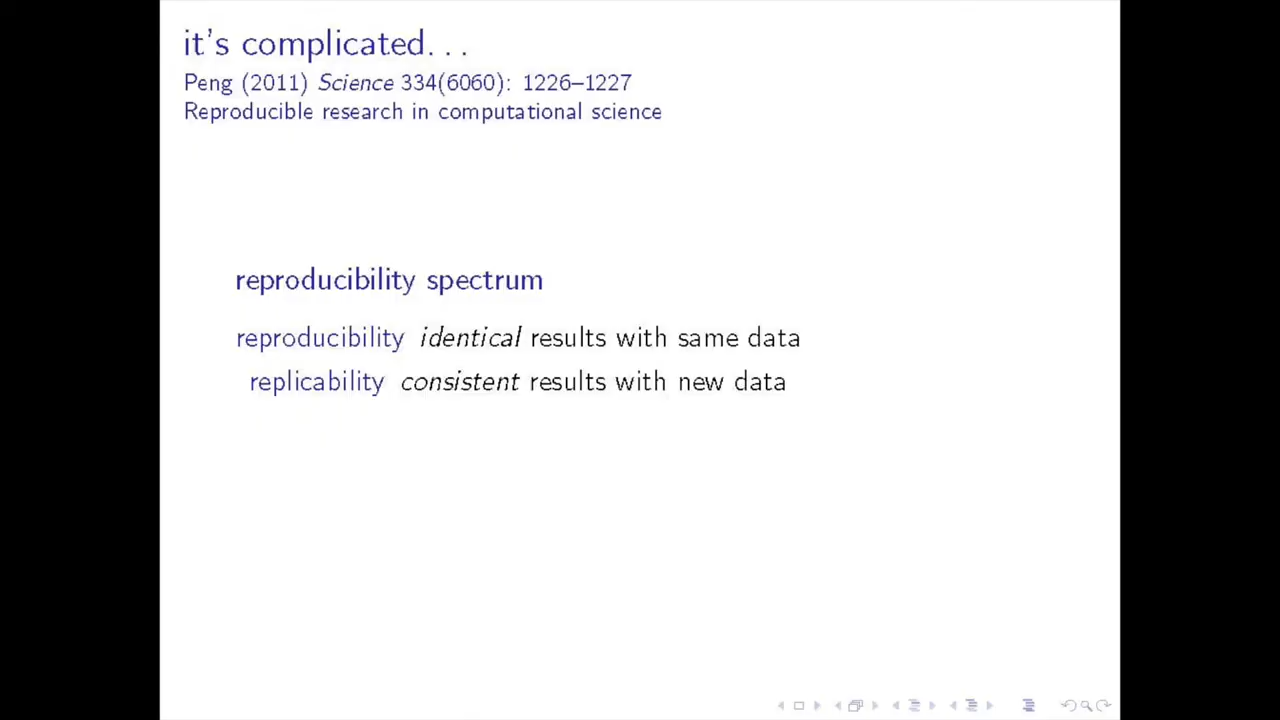 it's complicated. . .
Peng (2011) Science 334(6060): 1226–1227
Reproducible research in computational science
reproducibility spectrum
reproducibility identical results with same data
replicability consistent results with new data